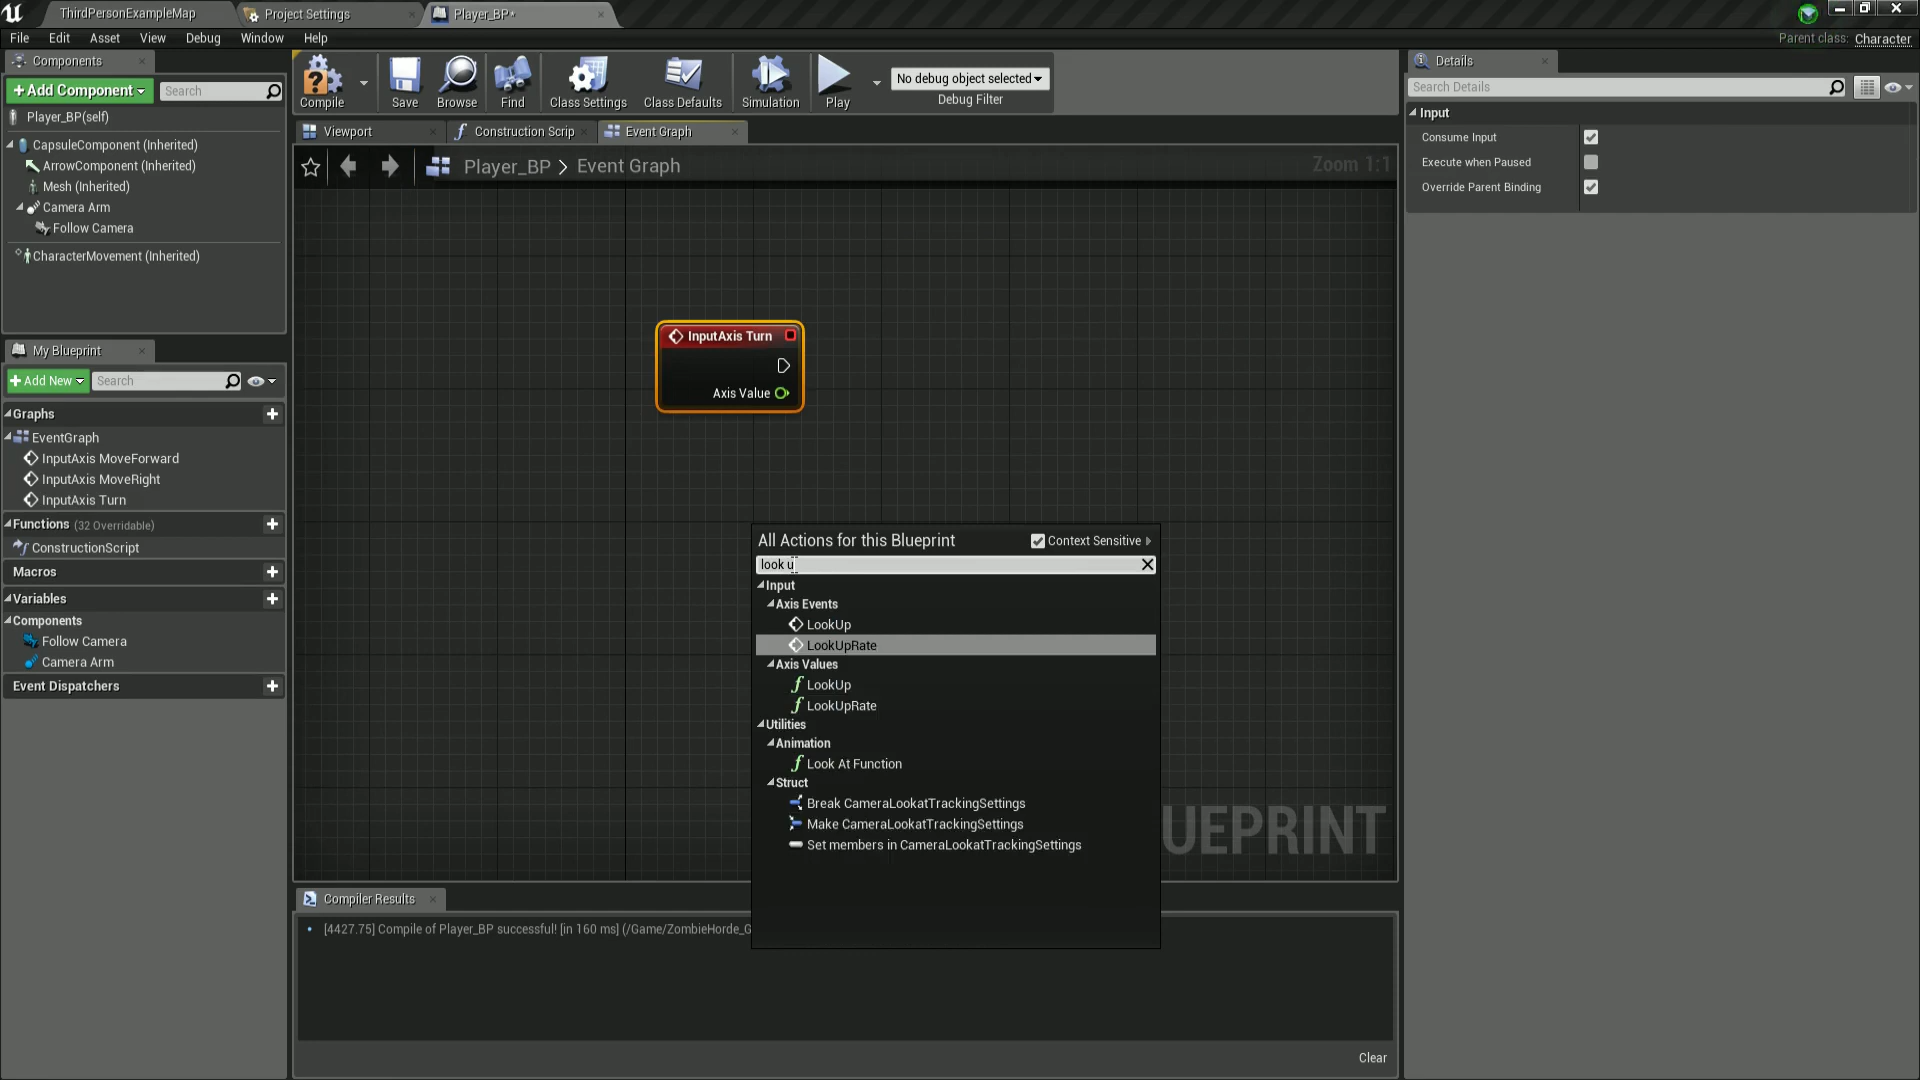 ThirdPersonExampleMap
Project Settings
Player_BP*
File Edit Asset View Debug Window Help
Parent class: Character
Components
+ Add Component
Search
Player_BP(self)
CapsuleComponent (Inherited)
ArrowComponent (Inherited)
Mesh (Inherited)
Camera Arm
Follow Camera
CharacterMovement (Inherited)
My Blueprint
+ Add New
Search
Graphs
EventGraph
InputAxis MoveForward
InputAxis MoveRight
InputAxis Turn
Functions (32 Overridable)
ConstructionScript
Macros
Variables
Components
Follow Camera
Camera Arm
Event Dispatchers
Compile
Save
Browse
Find
Class Settings
Class Defaults
Simulation
Play
No debug object selected
Debug Filter
Viewport
Construction Scrip
Event Graph
Player_BP > Event Graph
Zoom 1:1
InputAxis Turn
Axis Value
All Actions for this Blueprint
Context Sensitive
look u
Input
Axis Events
LookUp
LookUpRate
Axis Values
LookUp
LookUpRate
Utilities
Animation
Look At Function
Struct
Break CameraLookatTrackingSettings
Make CameraLookatTrackingSettings
Set members in CameraLookatTrackingSettings
UEPRINT
Compiler Results
[4427.75] Compile of Player_BP successful! [in 160 ms] (/Game/ZombieHorde_G
Clear
Details
Search Details
Input
Consume Input
Execute when Paused
Override Parent Binding